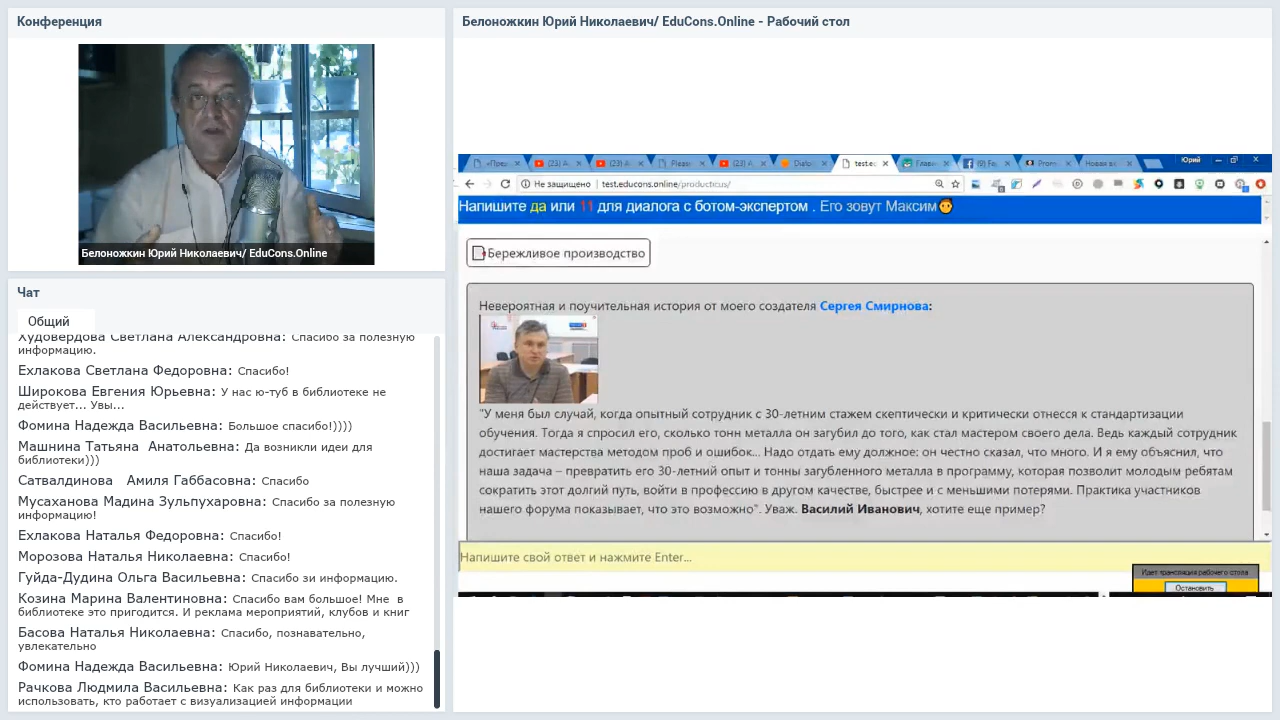 Конференция
Белоножкин Юрий Николаевич/ EduCons.Online
Чат
Общий
Худовердова Светлана Александровна: Спасибо за полезную
информацию.
Ехлакова Светлана Федоровна: Спасибо!
Широкова Евгения Юрьевна: У нас ю-туб в библиотеке не
действует... Увы...
Фомина Надежда Васильевна: Большое спасибо!))))
Машнина Татьяна Анатольевна: Да возникли идеи для
библиотеки)))
Сатвалдинова Амиля Габбасовна: Спасибо
Мусаханова Мадина Зульпухаровна: Спасибо за полезную
информацию!
Ехлакова Наталья Федоровна: Спасибо!
Морозова Наталья Николаевна: Спасибо!
Гуйда-Дудина Ольга Васильевна: Спасибо зи информацию.
Козина Марина Валентиновна: Спасибо вам большое! Мне в
библиотеке это пригодится. И реклама мероприятий, клубов и книг
Басова Наталья Николаевна: Спасибо, познавательно,
увлекательно
Фомина Надежда Васильевна: Юрий Николаевич, Вы лучший)))
Рачкова Людмила Васильевна: Как раз для библиотеки и можно
использовать, кто работает с визуализацией информации
Белоножкин Юрий Николаевич/ EduCons.Online - Рабочий стол
(23) A (23) A (23) A Dialo test.e Главн Новая в Юрий
Не защищено test.educons.online/producticus/
Напишите да или 11 для диалога с ботом-экспертом . Его зовут Максим
Бережливое производство
Невероятная и поучительная история от моего создателя Сергея Смирнова:
"У меня был случай, когда опытный сотрудник с 30-летним стажем скептически и критически отнесся к стандартизации
обучения. Тогда я спросил его, сколько тонн металла он загубил до того, как стал мастером своего дела. Ведь каждый сотрудник
достигает мастерства методом проб и ошибок... Надо отдать ему должное: он честно сказал, что много. И я ему объяснил, что
наша задача – превратить его 30-летний опыт и тонны загубленного металла в программу, которая позволит молодым ребятам
сократить этот долгий путь, войти в профессию в другом качестве, быстрее и с меньшими потерями. Практика участников
нашего форума показывает, что это возможно". Уваж. Василий Иванович, хотите еще пример?
Напишите свой ответ и нажмите Enter...
Идет трансляция рабочего стола
Остановить